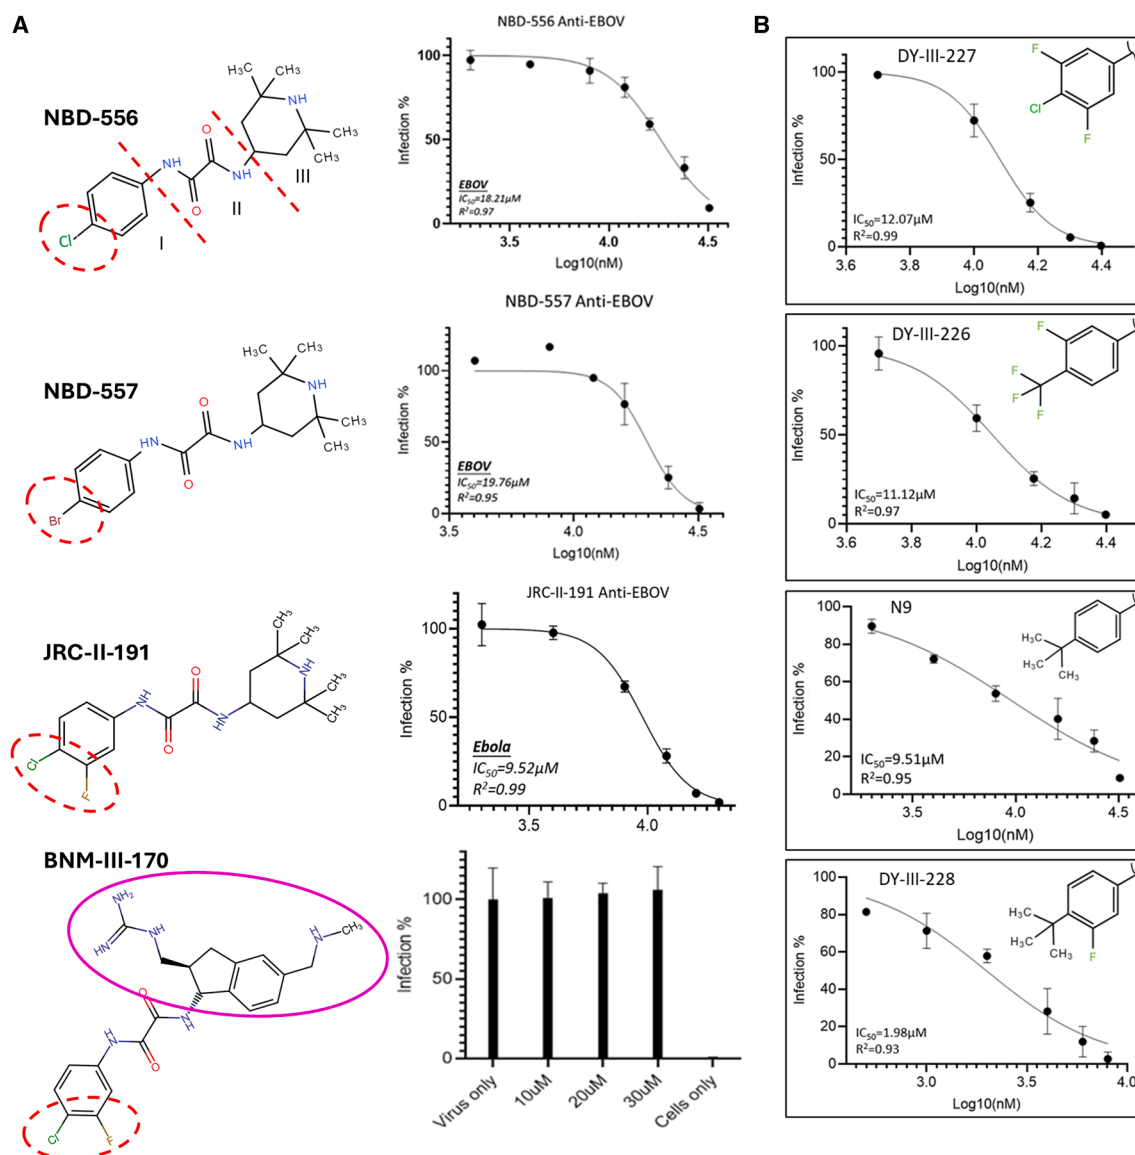 A
NBD-556
H₃C
CH₃
NH
CH₃
CH₃
O
NH
NH
O
III
II
I
Cl
NBD-556 Anti-EBOV
Infection %
100
50
0
EBOV
IC₅₀=18.21µM
R²=0.97
3.5
4.0
4.5
Log10(nM)
NBD-557
H₃C
CH₃
NH
CH₃
CH₃
O
HN
NH
O
Br
NBD-557 Anti-EBOV
Infection %
100
50
0
EBOV
IC₅₀=19.76µM
R²=0.95
3.5
4.0
4.5
Log10(nM)
JRC-II-191
CH₃
CH₃
NH
CH₃
CH₃
O
NH
NH
O
Cl
F
JRC-II-191 Anti-EBOV
Infection %
100
50
0
Ebola
IC₅₀=9.52µM
R²=0.99
3.5
4.0
BNM-III-170
NH₂
HN
NH
HN
CH₃
O
NH
NH
O
Cl
F
Infection %
100
50
0
Virus only
10uM
20uM
30uM
Cells only
B
DY-III-227
F
Cl
F
Infection %
100
50
0
IC₅₀=12.07µM
R²=0.99
3.6
3.8
4.0
4.2
4.4
Log10(nM)
DY-III-226
F
F
F
F
Infection %
100
50
0
IC₅₀=11.12µM
R²=0.97
3.6
3.8
4.0
4.2
4.4
Log10(nM)
N9
H₃C
H₃C
CH₃
Infection %
100
80
60
40
20
0
IC₅₀=9.51µM
R²=0.95
3.5
4.0
4.5
Log10(nM)
DY-III-228
H₃C
H₃C
CH₃
F
Infection %
100
80
60
40
20
0
IC₅₀=1.98µM
R²=0.93
3.0
3.5
4.0
Log10(nM)